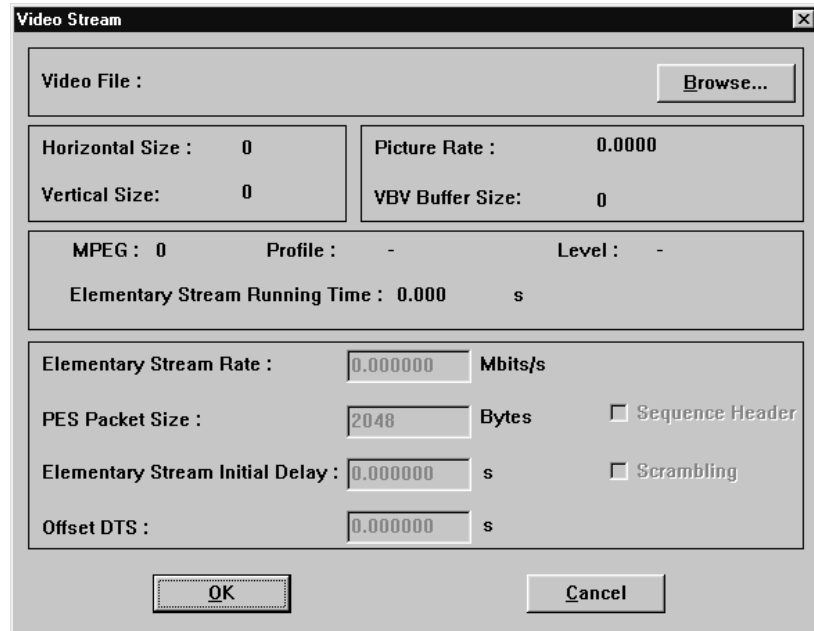 Video Stream
Video File :
Browse...
Horizontal Size : 0
Vertical Size: 0
Picture Rate : 0.0000
VBV Buffer Size: 0
MPEG : 0 Profile : - Level : -
Elementary Stream Running Time : 0.000 s
Elementary Stream Rate : 0.000000 Mbits/s
PES Packet Size : 2048 Bytes Sequence Header
Elementary Stream Initial Delay : 0.000000 s Scrambling
Offset DTS : 0.000000 s
OK Cancel